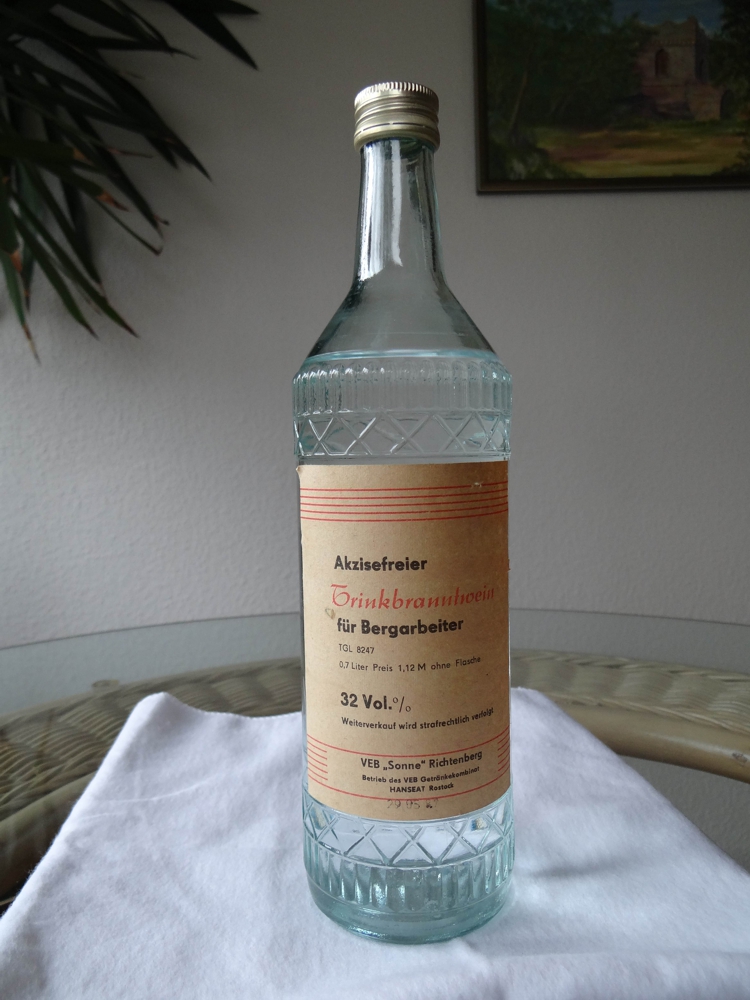 Akzisefreier
Trinkbranntwein
für Bergarbeiter
TGL 8247
0,7 Liter Preis 1,12 M ohne Flasche
32 Vol.%
Weiterverkauf wird strafrechtlich verfolgt
VEB „Sonne" Richtenberg
Betrieb des VEB Getränkekombinat
HANSEAT Rostock